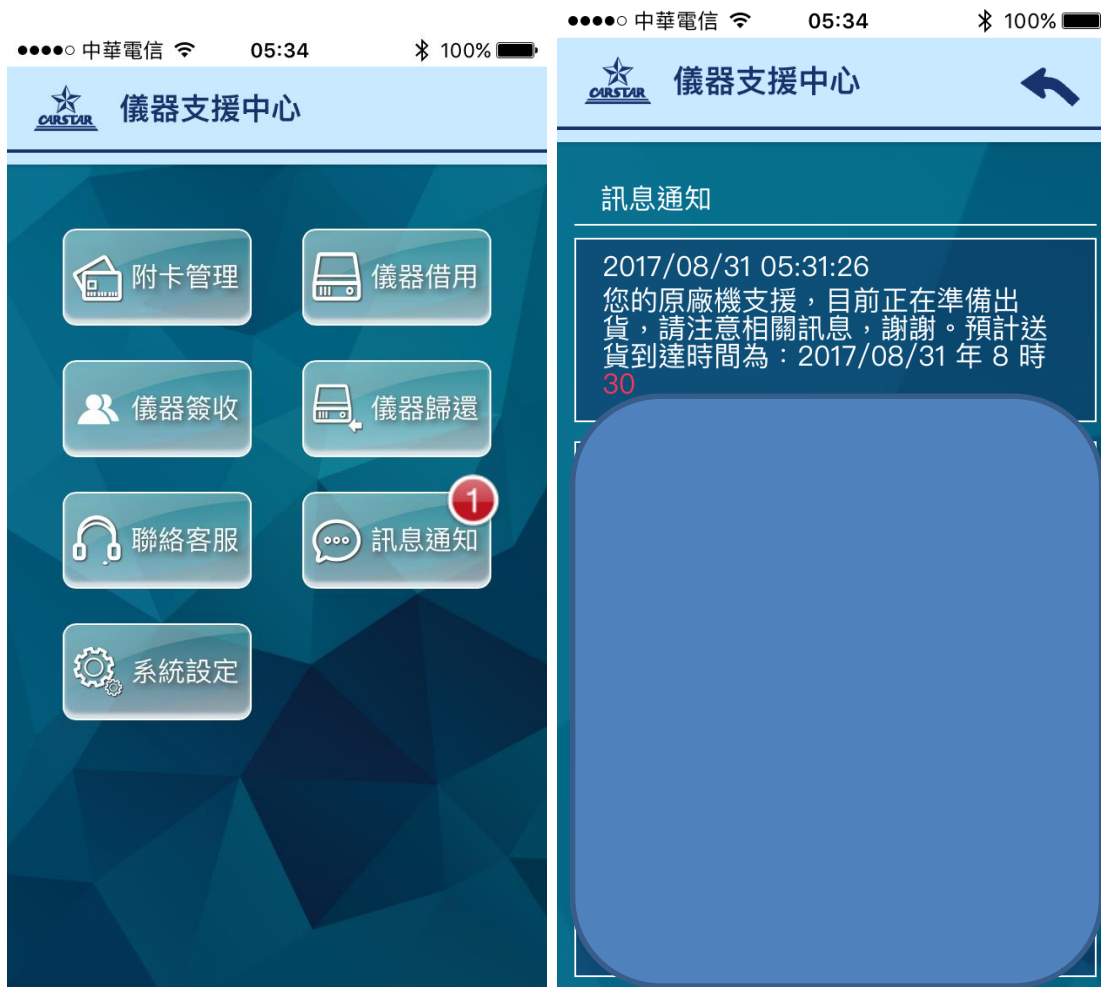 ●●●●○ 中華電信 05:34 100%
CARSTAR 儀器支援中心
附卡管理
儀器借用
儀器簽收
儀器歸還
聯絡客服
訊息通知
1
系統設定
●●●●○ 中華電信 05:34 100%
CARSTAR 儀器支援中心
訊息通知
2017/08/31 05:31:26
您的原廠機支援，目前正在準備出
貨，請注意相關訊息，謝謝。預計送
貨到達時間為：2017/08/31 年 8 時
30